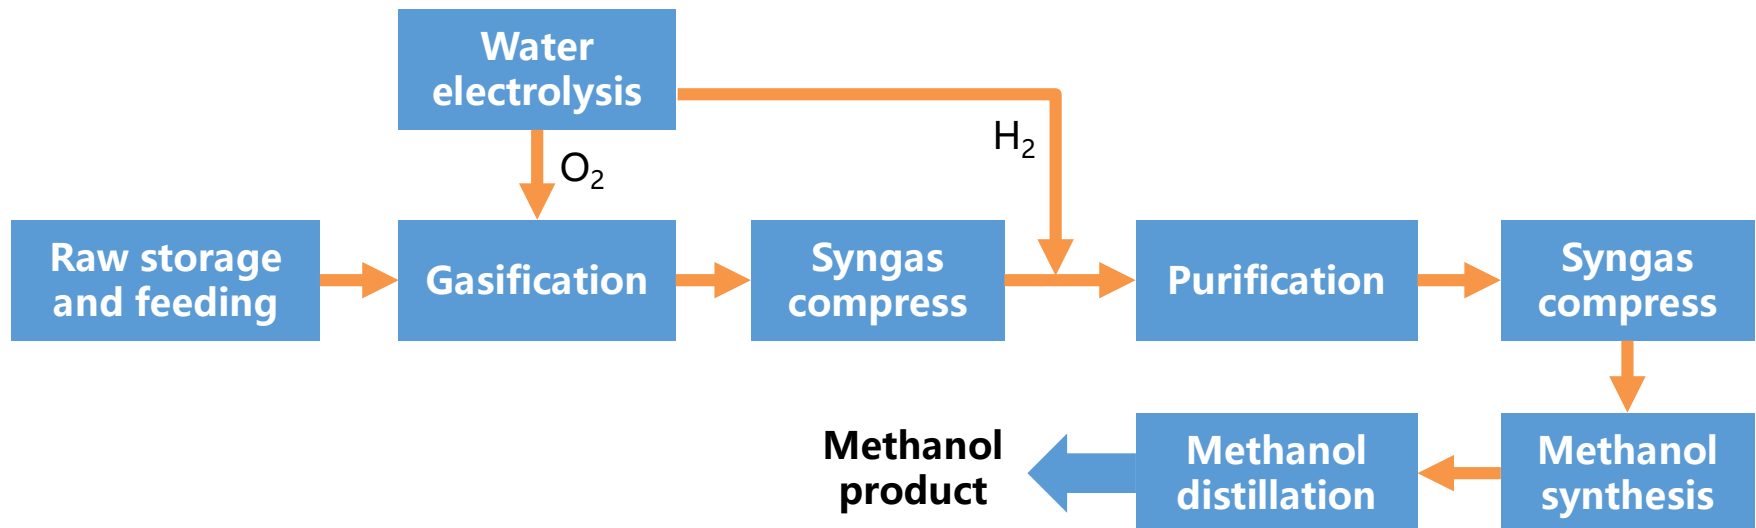 Water
electrolysis
O₂
H₂
Raw storage
and feeding
Gasification
Syngas
compress
Purification
Syngas
compress
Methanol
product
Methanol
distillation
Methanol
synthesis